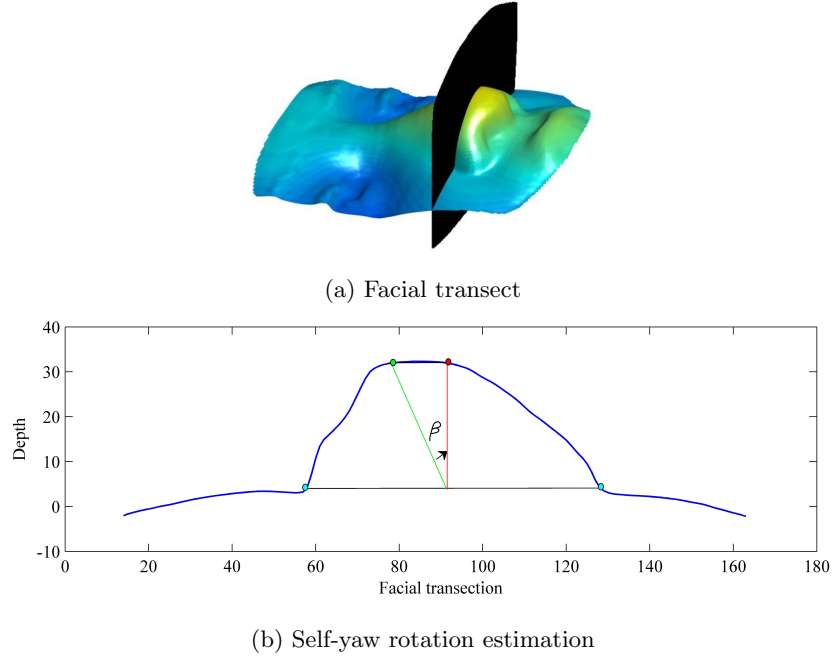 (a) Facial transect
40
30
20
10
0
-10
Depth
β
0 20 40 60 80 100 120 140 160 180
Facial transection
(b) Self-yaw rotation estimation